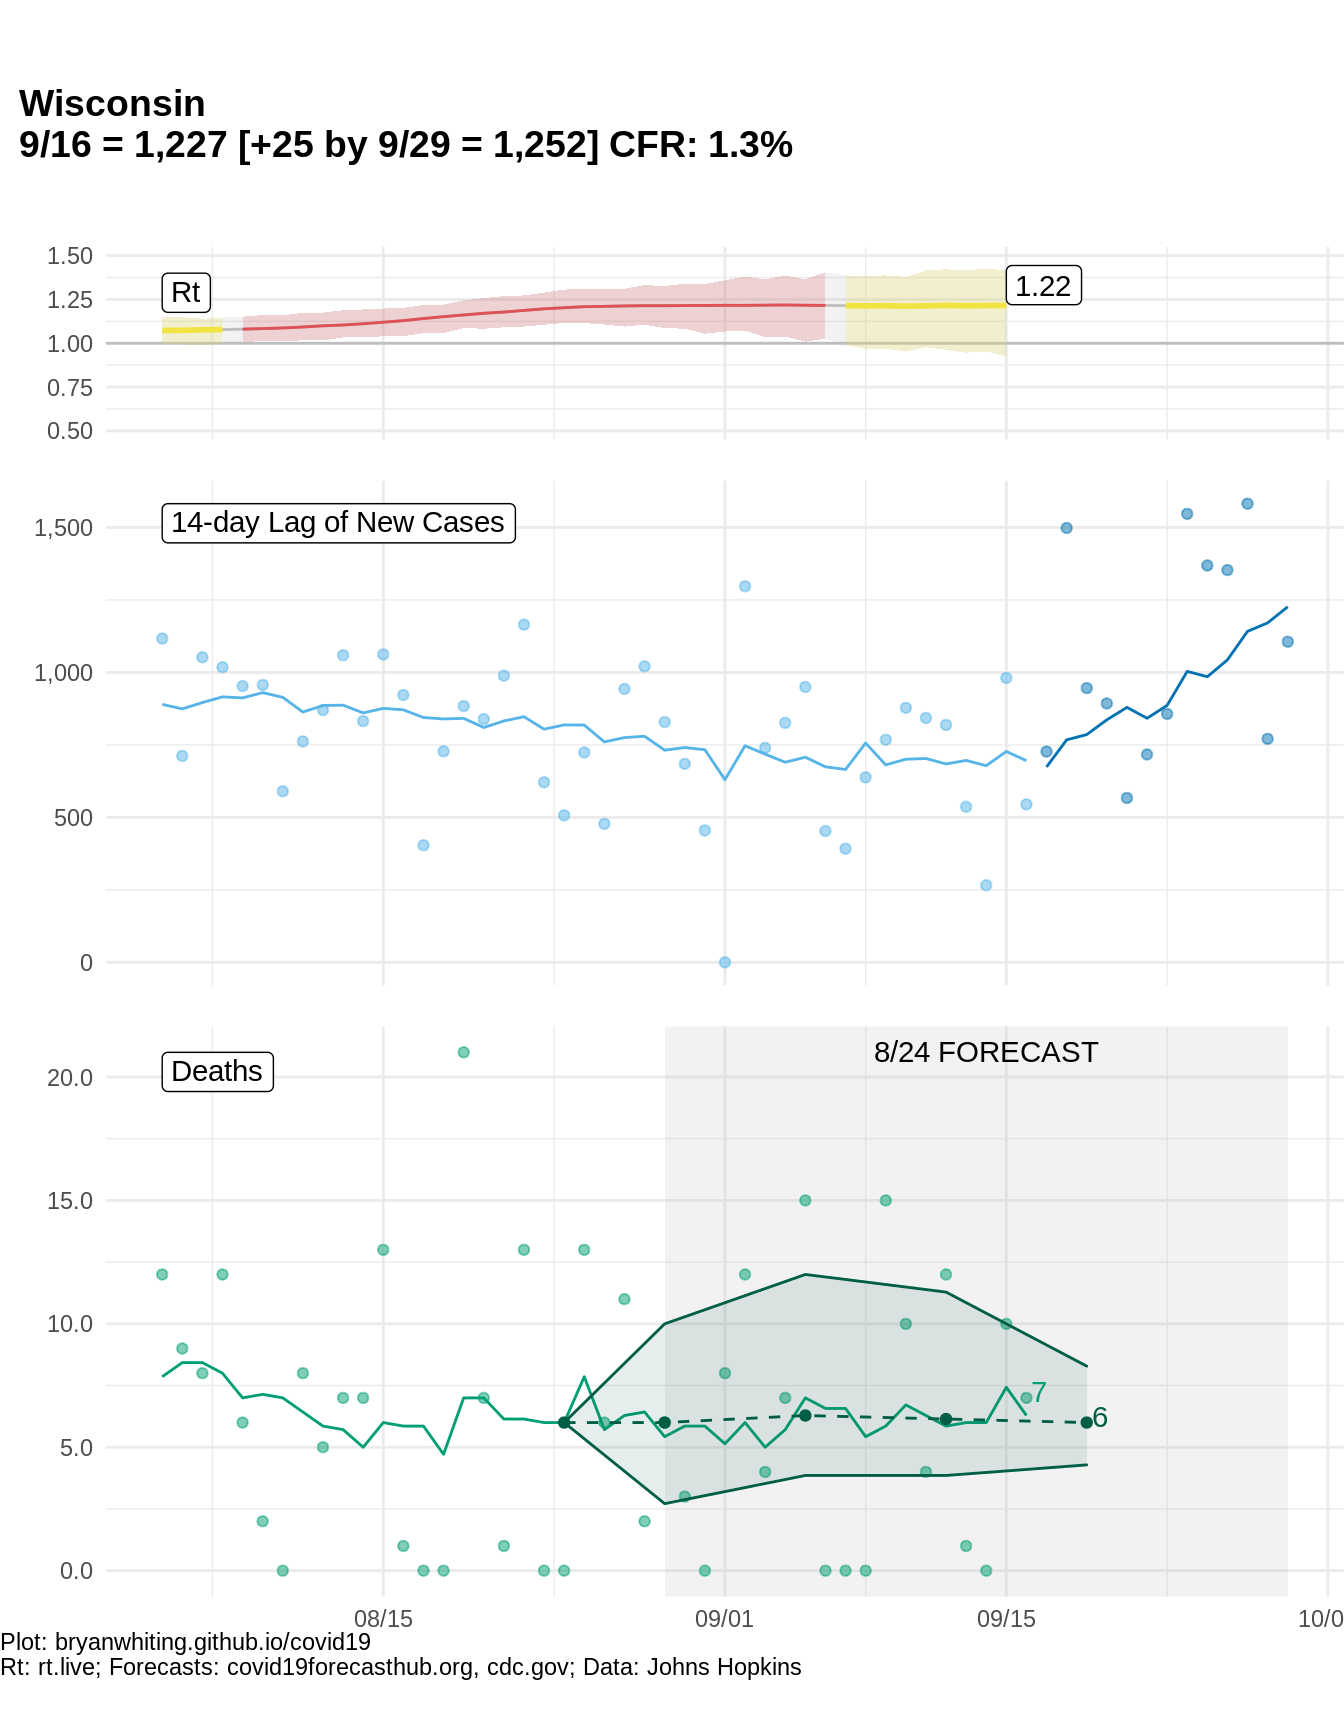 Wisconsin
9/16 = 1,227 [+25 by 9/29 = 1,252] CFR: 1.3%
1.50
1.25
1.00
0.75
0.50
Rt
1.22
1,500
1,000
500
0
14-day Lag of New Cases
20.0
15.0
10.0
5.0
0.0
Deaths
8/24 FORECAST
7
6
08/15
09/01
09/15
10/0
Plot: bryanwhiting.github.io/covid19
Rt: rt.live; Forecasts: covid19forecasthub.org, cdc.gov; Data: Johns Hopkins